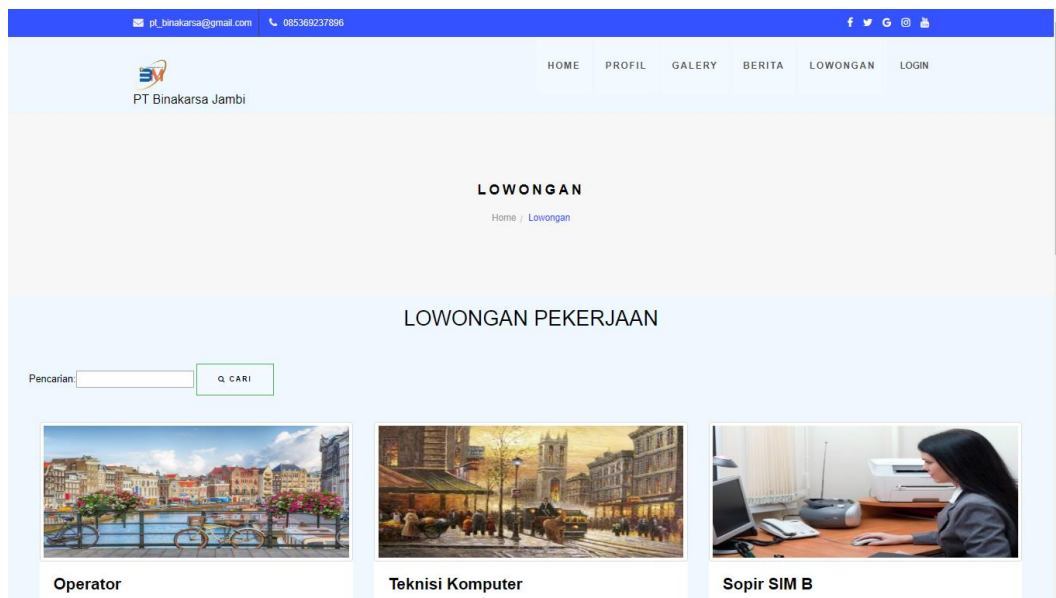 pt_binakarsa@gmail.com 085369237896
BM
PT Binakarsa Jambi
HOME PROFIL GALERY BERITA LOWONGAN LOGIN
LOWONGAN
Home / Lowongan
LOWONGAN PEKERJAAN
Pencarian: CARI
Operator Teknisi Komputer Sopir SIM B